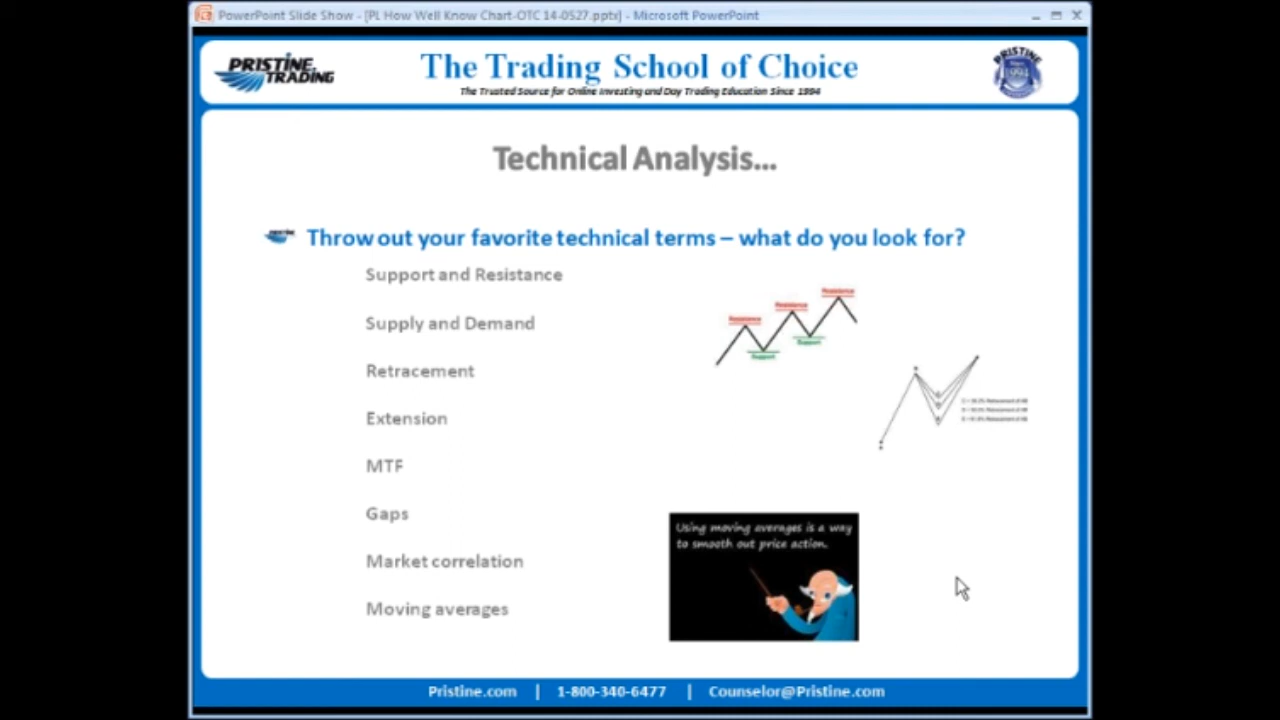 PowerPoint Slide Show - [PL How Well Know Chart-OTC 14-0527.pptx] - Microsoft PowerPoint
PRISTINE
TRADING
The Trading School of Choice
The Trusted Source for Online Investing and Day Trading Education Since 1994
PRISTINE
1994
Technical Analysis...
Throw out your favorite technical terms – what do you look for?
Support and Resistance
Supply and Demand
Retracement
Extension
MTF
Gaps
Market correlation
Moving averages
Resistance
Resistance
Resistance
Support
Support
Using moving averages is a way
to smooth out price action.
Pristine.com | 1-800-340-6477 | Counselor@Pristine.com